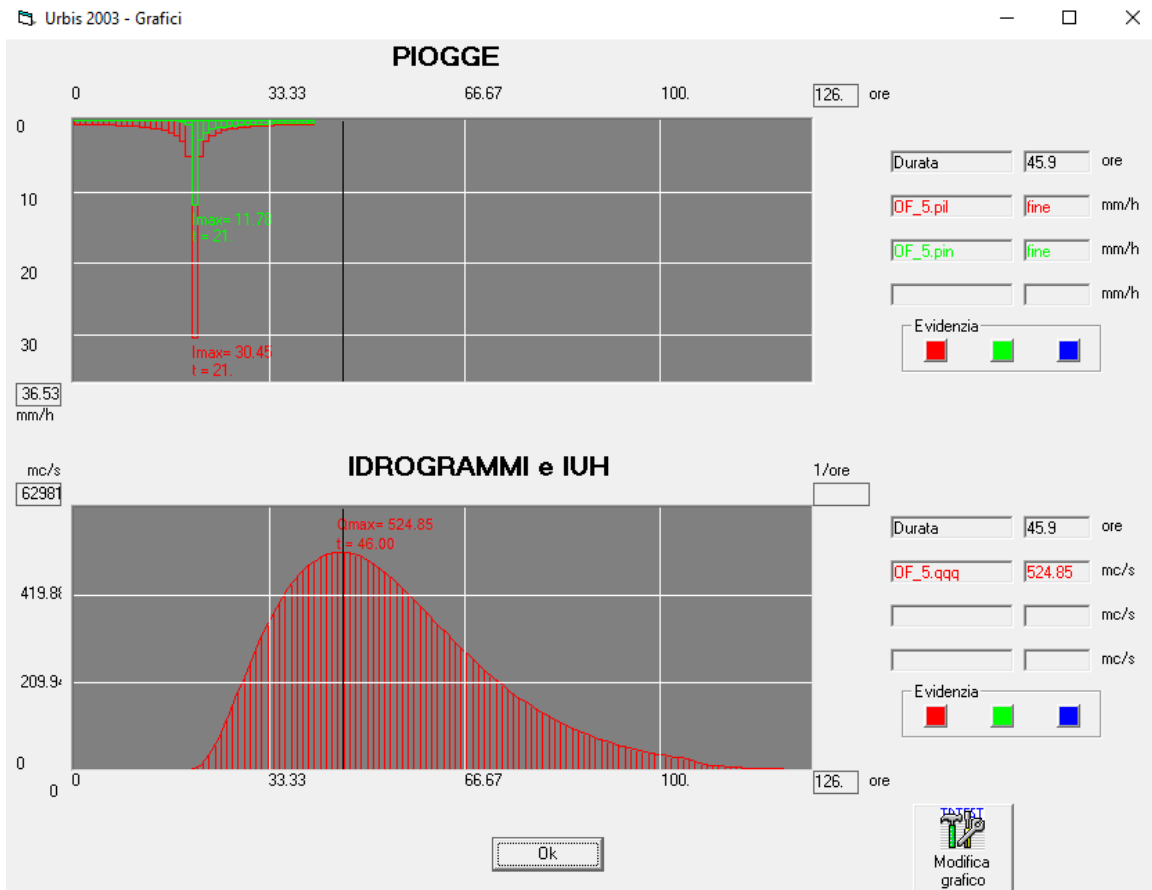 Urbis 2003 - Grafici
PIOGGE
0 33.33 66.67 100. 126. ore
0
10
20
30
36.53
mm/h
Imax= 11.78
t = 21.
Imax= 30.45
t = 21.
Durata 45.9 ore
OF_5.pil fine mm/h
OF_5.pin fine mm/h
mm/h
Evidenzia
IDROGRAMMI e IUH
mc/s
62981
1/ore
Qmax= 524.85
t = 46.00
419.88
209.94
0
0 0 33.33 66.67 100. 126. ore
Durata 45.9 ore
OF_5.qqq 524.85 mc/s
mc/s
mc/s
Evidenzia
Ok
Modifica
grafico